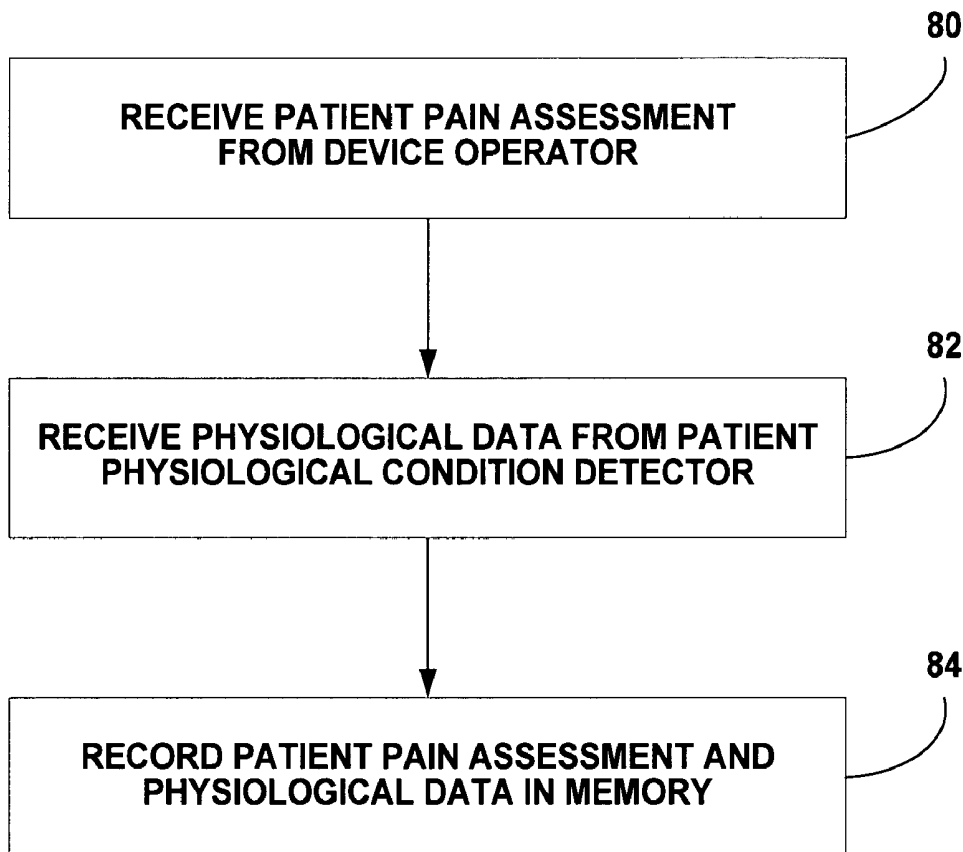 80
RECEIVE PATIENT PAIN ASSESSMENT
FROM DEVICE OPERATOR
82
RECEIVE PHYSIOLOGICAL DATA FROM PATIENT
PHYSIOLOGICAL CONDITION DETECTOR
84
RECORD PATIENT PAIN ASSESSMENT AND
PHYSIOLOGICAL DATA IN MEMORY